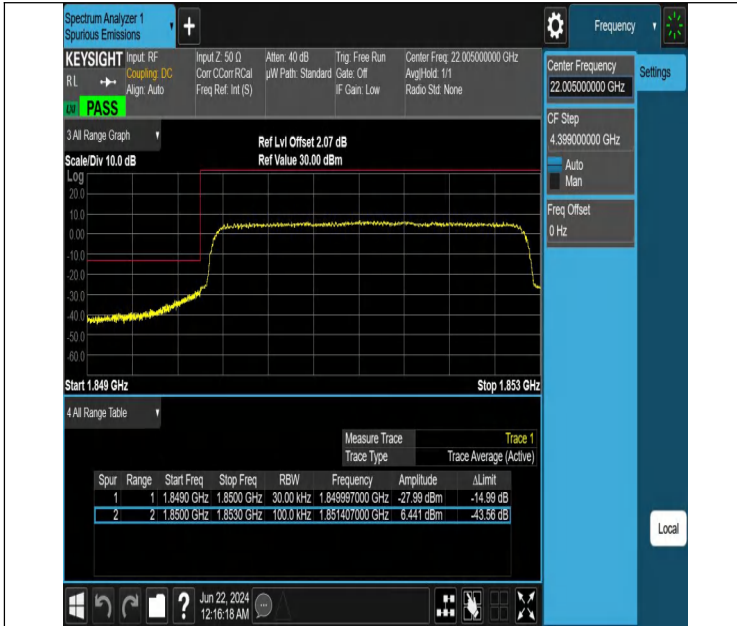 Spectrum Analyzer 1
Spurious Emissions
Frequency
KEYSIGHT Input: RF Input Z: 50 Ω Atten: 40 dB Trig: Free Run Center Freq: 22.005000000 GHz
RL Coupling: DC Corr CCorr RCal µW Path: Standard Gate: Off Avg|Hold: 1/1
Align: Auto Freq Ref: Int (S) IF Gain: Low Radio Std: None
LXI PASS
Center Frequency
22.005000000 GHz
Settings
CF Step
4.399000000 GHz
Auto
Man
Freq Offset
0 Hz
3 All Range Graph
Ref Lvl Offset 2.07 dB
Scale/Div 10.0 dB Ref Value 30.00 dBm
Log
20.0
10.0
0.00
-10.0
-20.0
-30.0
-40.0
-50.0
-60.0
Start 1.849 GHz Stop 1.853 GHz
4 All Range Table
Measure Trace Trace 1
Trace Type Trace Average (Active)
Spur Range Start Freq Stop Freq RBW Frequency Amplitude ΔLimit
1 1 1.8490 GHz 1.8500 GHz 30.00 kHz 1.849997000 GHz -27.99 dBm -14.99 dB
2 2 1.8500 GHz 1.8530 GHz 100.0 kHz 1.851407000 GHz 6.441 dBm -43.56 dB
Local
? Jun 22, 2024
12:16:18 AM